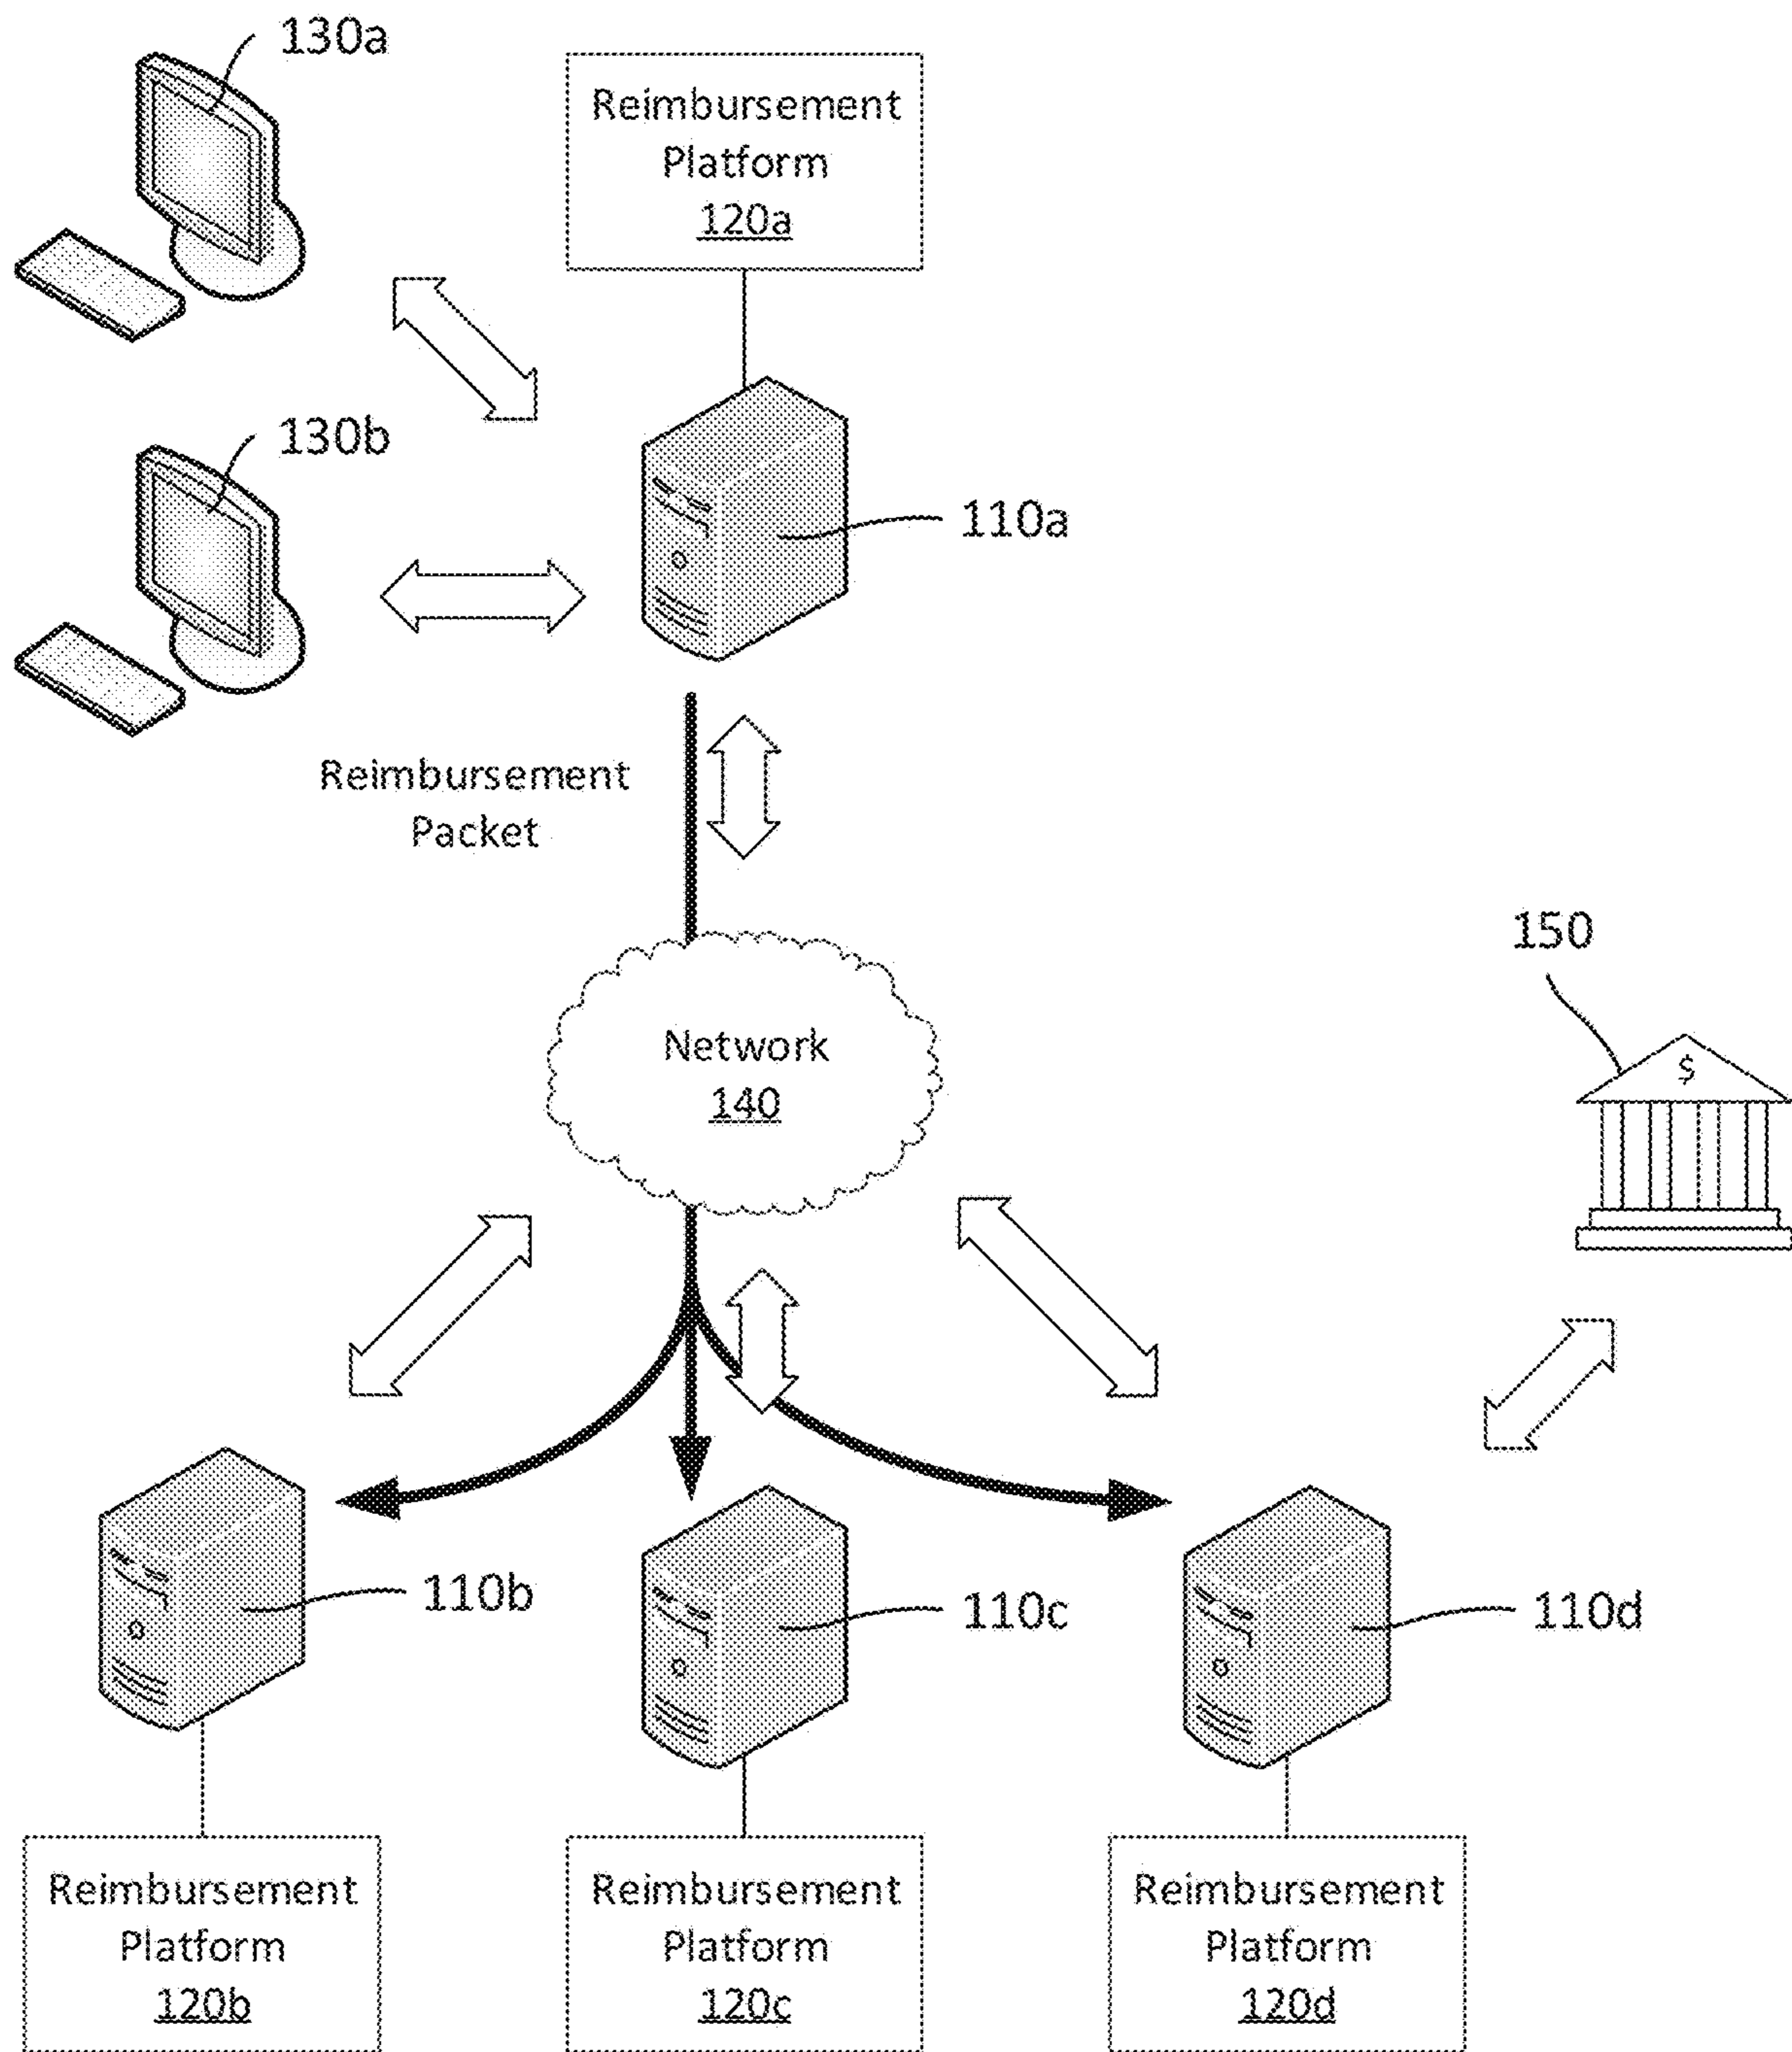 130a
Reimbursement
Platform
120a
130b
110a
Reimbursement
Packet
150
$
Network
140
110b
110c
110d
Reimbursement
Platform
120b
Reimbursement
Platform
120c
Reimbursement
Platform
120d